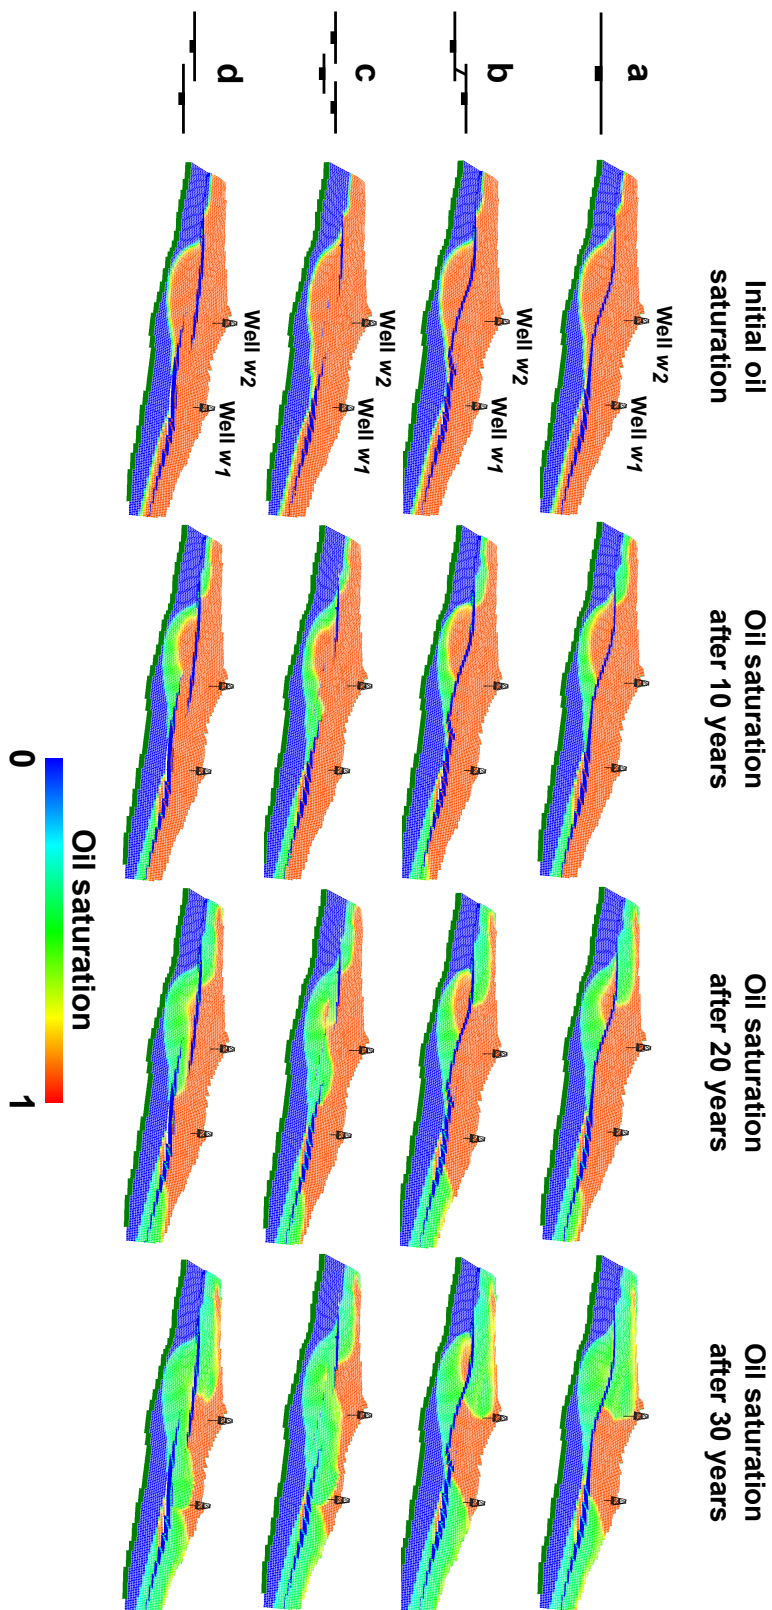 Initial oil
saturation
Oil saturation
after 10 years
Oil saturation
after 20 years
Oil saturation
after 30 years
a
Well w2
Well w1
b
Well w2
Well w1
c
Well w2
Well w1
d
Well w2
Well w1
0
Oil saturation
1